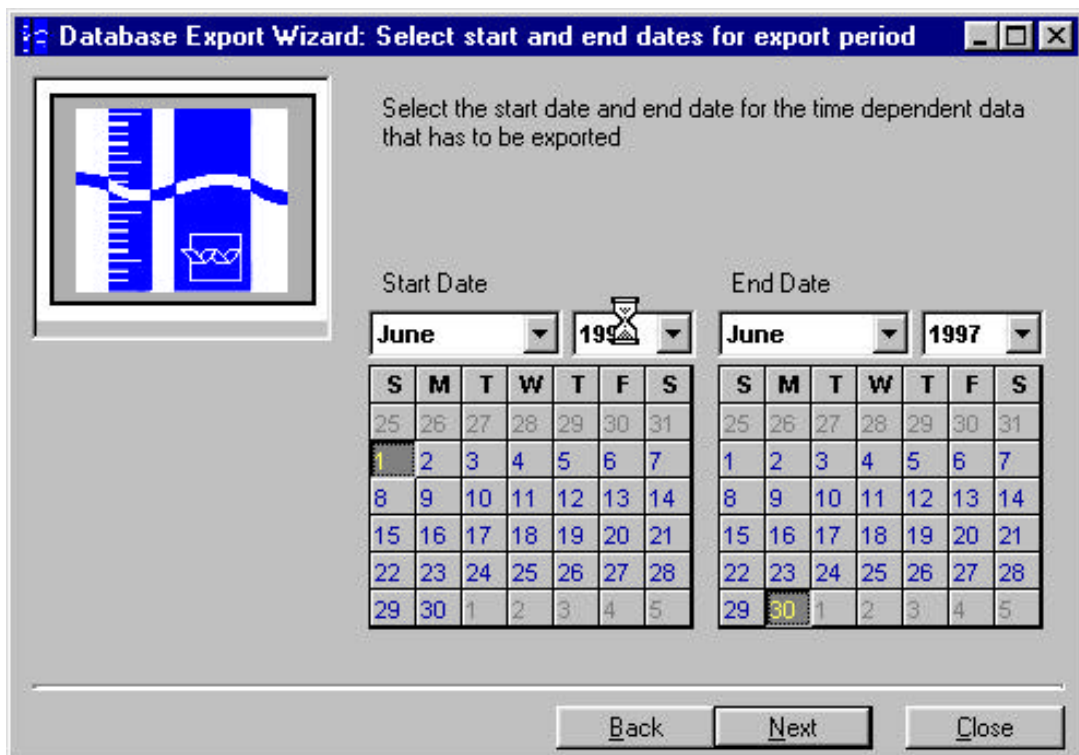 Database Export Wizard: Select start and end dates for export period
Select the start date and end date for the time dependent data
that has to be exported
Start Date
June
S M T W T F S
25 26 27 28 29 30 31
1 2 3 4 5 6 7
8 9 10 11 12 13 14
15 16 17 18 19 20 21
22 23 24 25 26 27 28
29 30 1 2 3 4 5
End Date
June 1997
S M T W T F S
25 26 27 28 29 30 31
1 2 3 4 5 6 7
8 9 10 11 12 13 14
15 16 17 18 19 20 21
22 23 24 25 26 27 28
29 30 1 2 3 4 5
Back Next Close